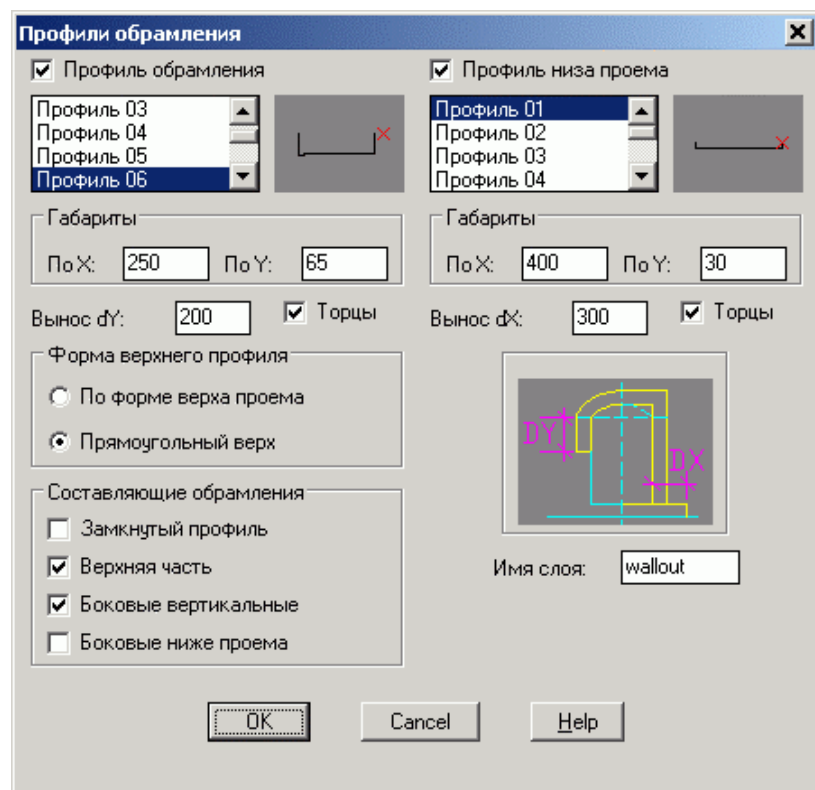 Профили обрамления
Профиль обрамления
Профиль 03
Профиль 04
Профиль 05
Профиль 06
Габариты
По X: 250 По Y: 65
Вынос dY: 200 Торцы
Форма верхнего профиля
По форме верха проема
Прямоугольный верх
Составляющие обрамления
Замкнутый профиль
Верхняя часть
Боковые вертикальные
Боковые ниже проема
Профиль низа проема
Профиль 01
Профиль 02
Профиль 03
Профиль 04
Габариты
По X: 400 По Y: 30
Вынос dX: 300 Торцы
DY
DX
Имя слоя: wallout
OK Cancel Help